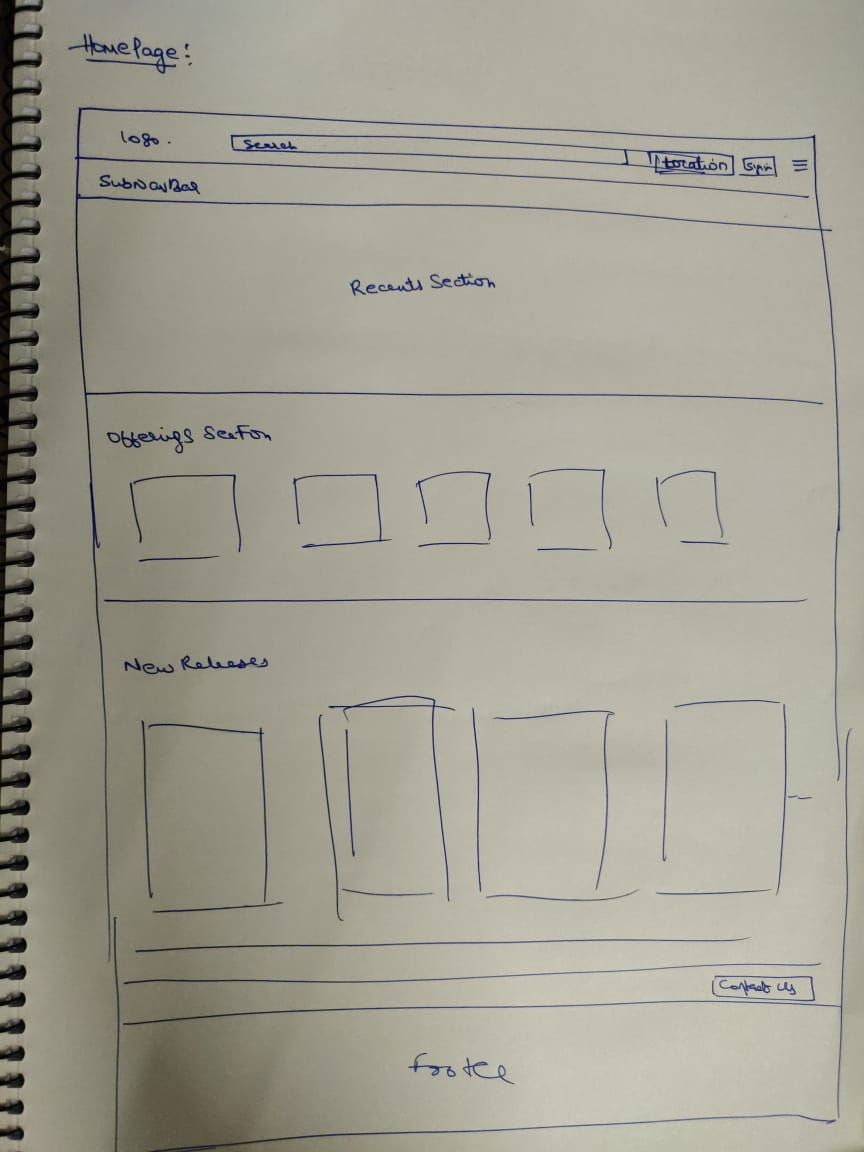 HomePage:
logo.
Search
Location
Sign
SubNavBar
Recents Section
Offerings Section
New Releases
Contact Us
Footer